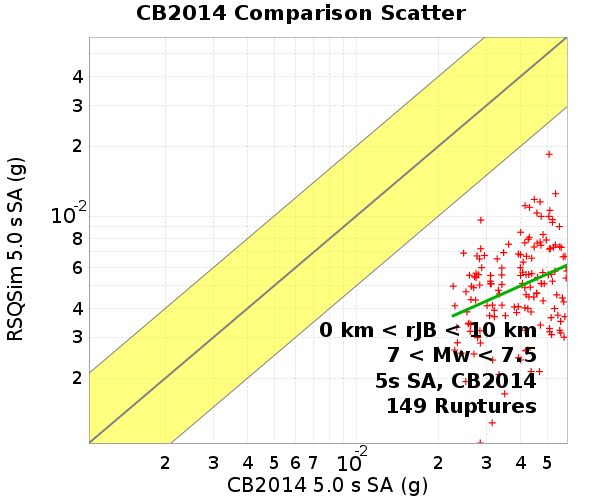 CB2014 Comparison Scatter
RSQSim 5.0 s SA (g)
4
3
2
10-2
8
6
4
3
2
0 km < rJB < 10 km
7 < Mw < 7.5
5s SA, CB2014
149 Ruptures
2 3 4 5 6 7 10-2 2 3 4 5
CB2014 5.0 s SA (g)